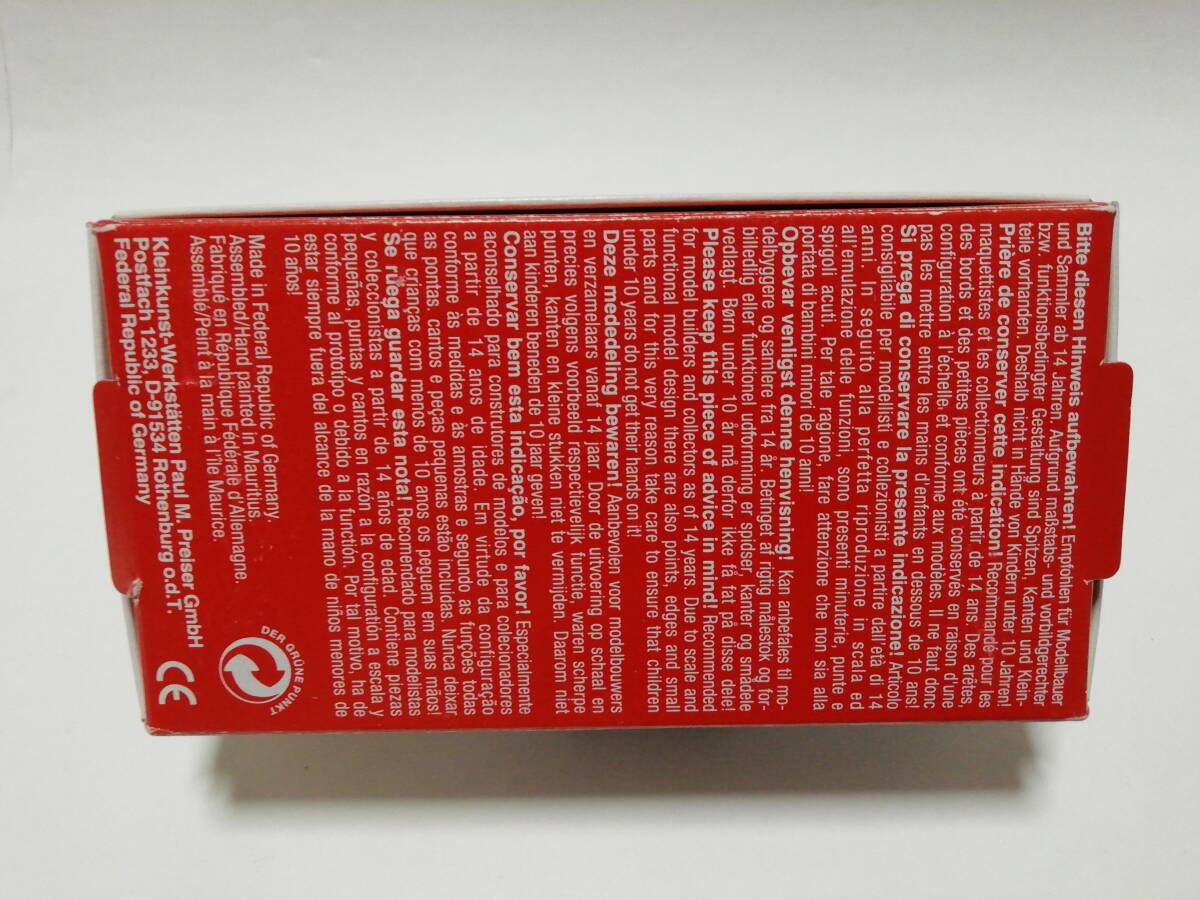 Bitte diesen Hinweis aufbewahren! Empfohlen für Modellbauer
und Sammler ab 14 Jahren. Aufgrund maßstabs- und vorbildgerechter
bzw. funktionsbedingter Gestaltung sind Spitzen, Kanten und Klein-
teile vorhanden. Deshalb nicht in Hände von Kindern unter 10 Jahren!
Prière de conserver cette indication! Recommandé pour les
maquettistes et les collectionneurs à partir de 14 ans. Des arêtes,
des bords et des petites pièces ont été conservés en raison d'une
configuration à l'échelle et conforme aux modèles. Il ne faut donc
pas les mettre entre les mains d'enfants en dessous de 10 ans!
Si prega di conservare la presente indicazione! Articolo
consigliabile per modellisti e collezionisti a partire dall'età di 14
anni. In seguito alla perfetta riproduzione in scala ed
all'emulazione delle funzioni, sono presenti minuterie, punte e
spigoli acuti. Per tale ragione, fare attenzione che non sia alla
portata di bambini minori de 10 anni!
Opbevar venligst denne henvisning! Kan anbefales til mo-
delbyggere og samlere fra 14 år. Betinget af rigtig målestok og for-
billedlig eller funktionel udformning er spidser, kanter og smådele
pedlagt. Børn under 10 år må derfor ikke få fat på disse dele!
Please keep this piece of advice in mind! Recommended
for model builders and collectors as of 14 years. Due to scale and
functional model design there are also points, edges and small
parts and for this very reason take care to ensure that children
under 10 years do not get their hands on it!
Deze mededeling bewaren! Aanbevolen voor modelbouwers
en verzamelaars vanaf 14 jaar. Door de uitvoering op schaal en
precies volgens voorbeeld respectievelijk functie, waren scherpe
punten, kanten en kleine stukken niet te vermijden. Daarom niet
aan kinderen beneden de 10 jaar geven!
Conservar bem esta indicação, por favor! Especialmente
aconselhado para construtores de modelos e para colecionadores
a partir de 14 anos de idade. Em virtude da configuração
conforme às medidas e às amostras e segundo as funções todas
as pontas. cantos e peças pequenas estão incluidas. Nunca deixar
que crianças com menos de 10 anos os peguem em suas mãos!
Se ruega guardar esta nota! Recomendado para modelistas
y coleccionistas a partir de 14 años de edad. Contiene piezas
pequeñas, puntas y cantos en razón a la configuration a escala y
conforme al prototipo o debido a la función. Por tal motivo, ha de
estar siempre fuera del alcance de la mano de niños menores de
10 años!
Made in Federal Republic of Germany.
Assembled/Hand painted in Mauritius.
Fabriqué en République Fédérale d'Allemagne.
Assemblé/Peint à la main à l'île Maurice.
Kleinkunst-Werkstätten Paul M. Preiser GmbH
Postfach 1233, D-91534 Rothenburg o.d.T.
Federal Republic of Germany
DER GRÜNE PUNKT
CE